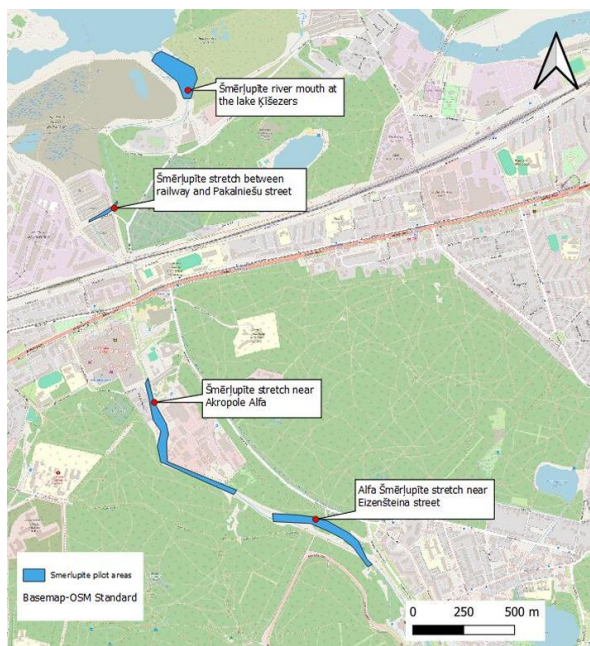 Šmērļupīte river mouth at
the lake Ķīšezers
Šmērļupīte stretch between
railway and Pakalniešu street
Šmērļupīte stretch near
Akropole Alfa
Alfa Šmērļupīte stretch near
Eizenšteina street
Smerlupite pilot areas
Basemap-OSM Standard
0 250 500 m